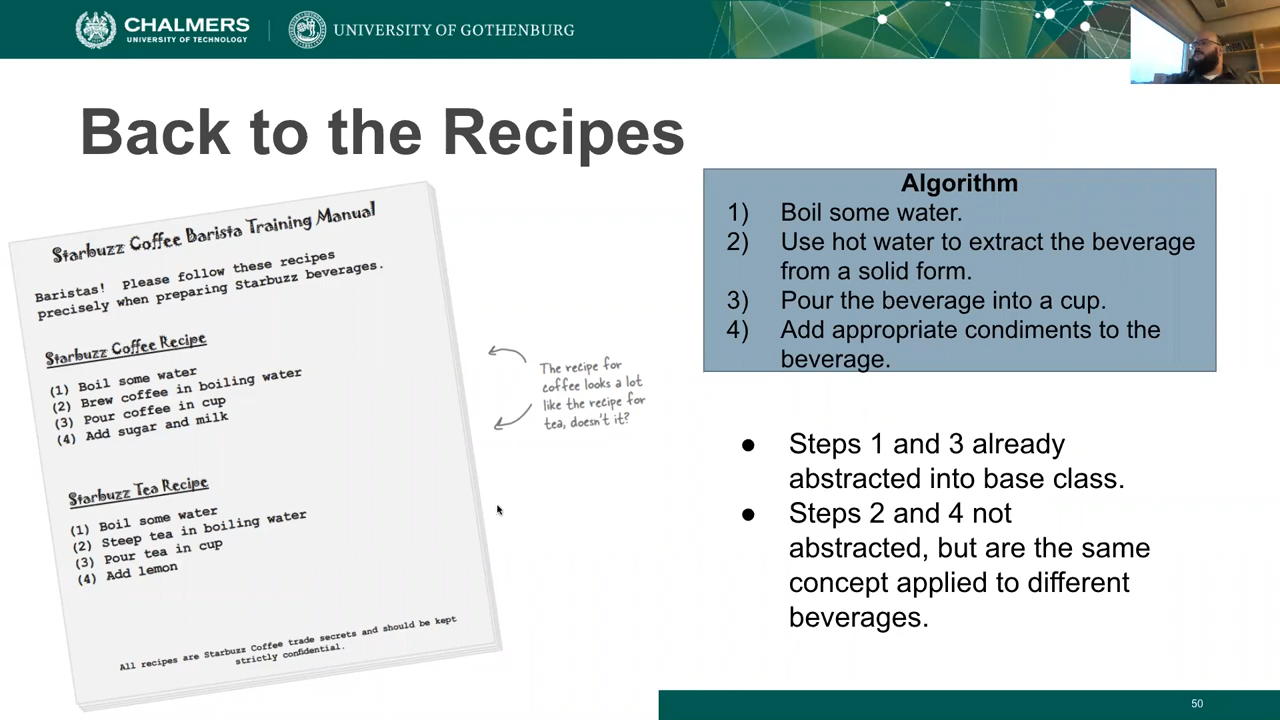 CHALMERS
UNIVERSITY OF TECHNOLOGY
UNIVERSITY OF GOTHENBURG
Back to the Recipes
Starbuzz Coffee Barista Training Manual
Baristas! Please follow these recipes
precisely when preparing Starbuzz beverages.
Starbuzz Coffee Recipe
(1) Boil some water
(2) Brew coffee in boiling water
(3) Pour coffee in cup
(4) Add sugar and milk
Starbuzz Tea Recipe
(1) Boil some water
(2) Steep tea in boiling water
(3) Pour tea in cup
(4) Add lemon
All recipes are Starbuzz Coffee trade secrets and should be kept
strictly confidential.
The recipe for
coffee looks a lot
like the recipe for
tea, doesn't it?
Algorithm
1) Boil some water.
2) Use hot water to extract the beverage
from a solid form.
3) Pour the beverage into a cup.
4) Add appropriate condiments to the
beverage.
● Steps 1 and 3 already
abstracted into base class.
● Steps 2 and 4 not
abstracted, but are the same
concept applied to different
beverages.
50